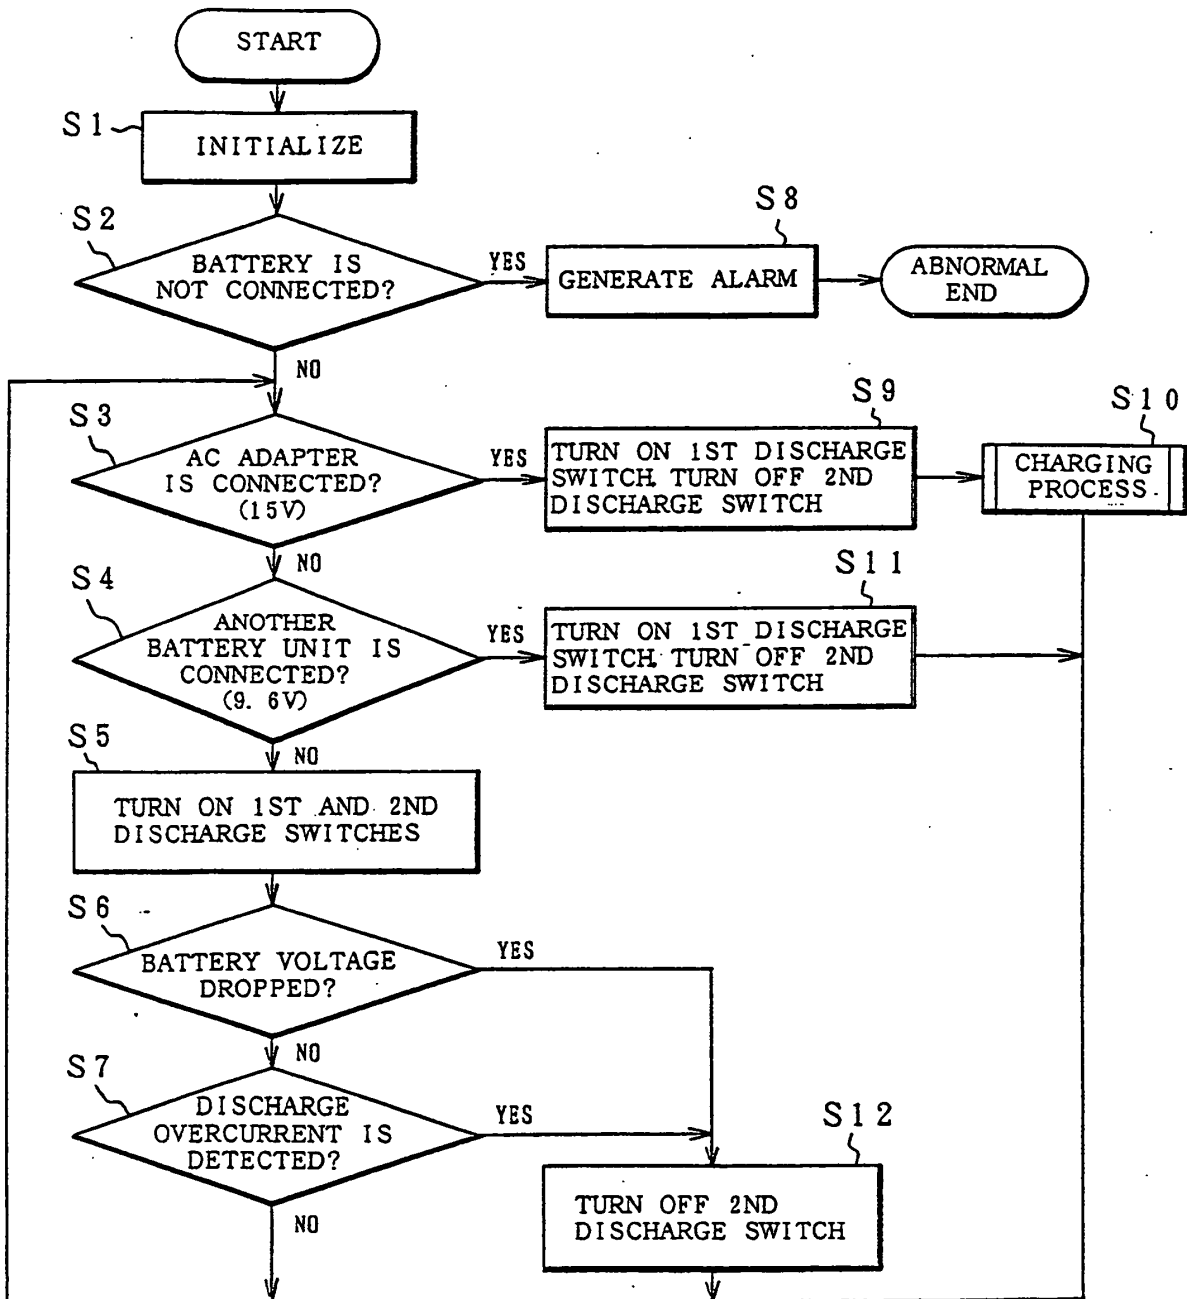 START
S1
INITIALIZE
S2
BATTERY IS
NOT CONNECTED?
YES
S8
GENERATE ALARM
ABNORMAL
END
NO
S3
AC ADAPTER
IS CONNECTED?
(15V)
YES
S9
TURN ON 1ST DISCHARGE
SWITCH, TURN OFF 2ND
DISCHARGE SWITCH
S10
CHARGING
PROCESS
NO
S4
ANOTHER
BATTERY UNIT IS
CONNECTED?
(9.6V)
YES
S11
TURN ON 1ST DISCHARGE
SWITCH, TURN OFF 2ND
DISCHARGE SWITCH
NO
S5
TURN ON 1ST AND 2ND
DISCHARGE SWITCHES
S6
BATTERY VOLTAGE
DROPPED?
YES
NO
S7
DISCHARGE
OVERCURRENT IS
DETECTED?
YES
S12
TURN OFF 2ND
DISCHARGE SWITCH
NO